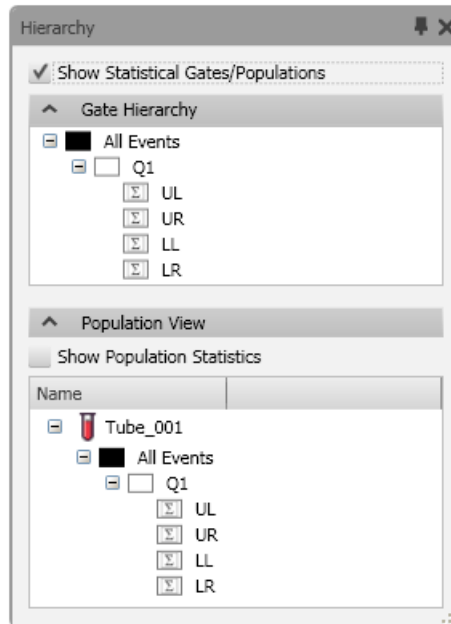 Hierarchy
Show Statistical Gates/Populations
Gate Hierarchy
All Events
Q1
Σ UL
Σ UR
Σ LL
Σ LR
Population View
Show Population Statistics
Name
Tube_001
All Events
Q1
Σ UL
Σ UR
Σ LL
Σ LR